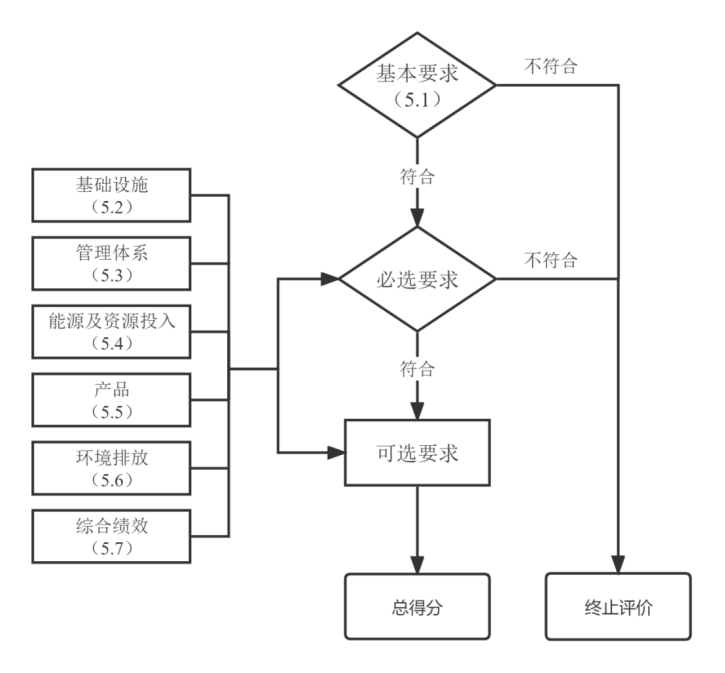 基本要求
（5.1）
不符合
符合
基础设施
（5.2）
管理体系
（5.3）
能源及资源投入
（5.4）
产品
（5.5）
环境排放
（5.6）
综合绩效
（5.7）
必选要求
不符合
符合
可选要求
总得分
终止评价